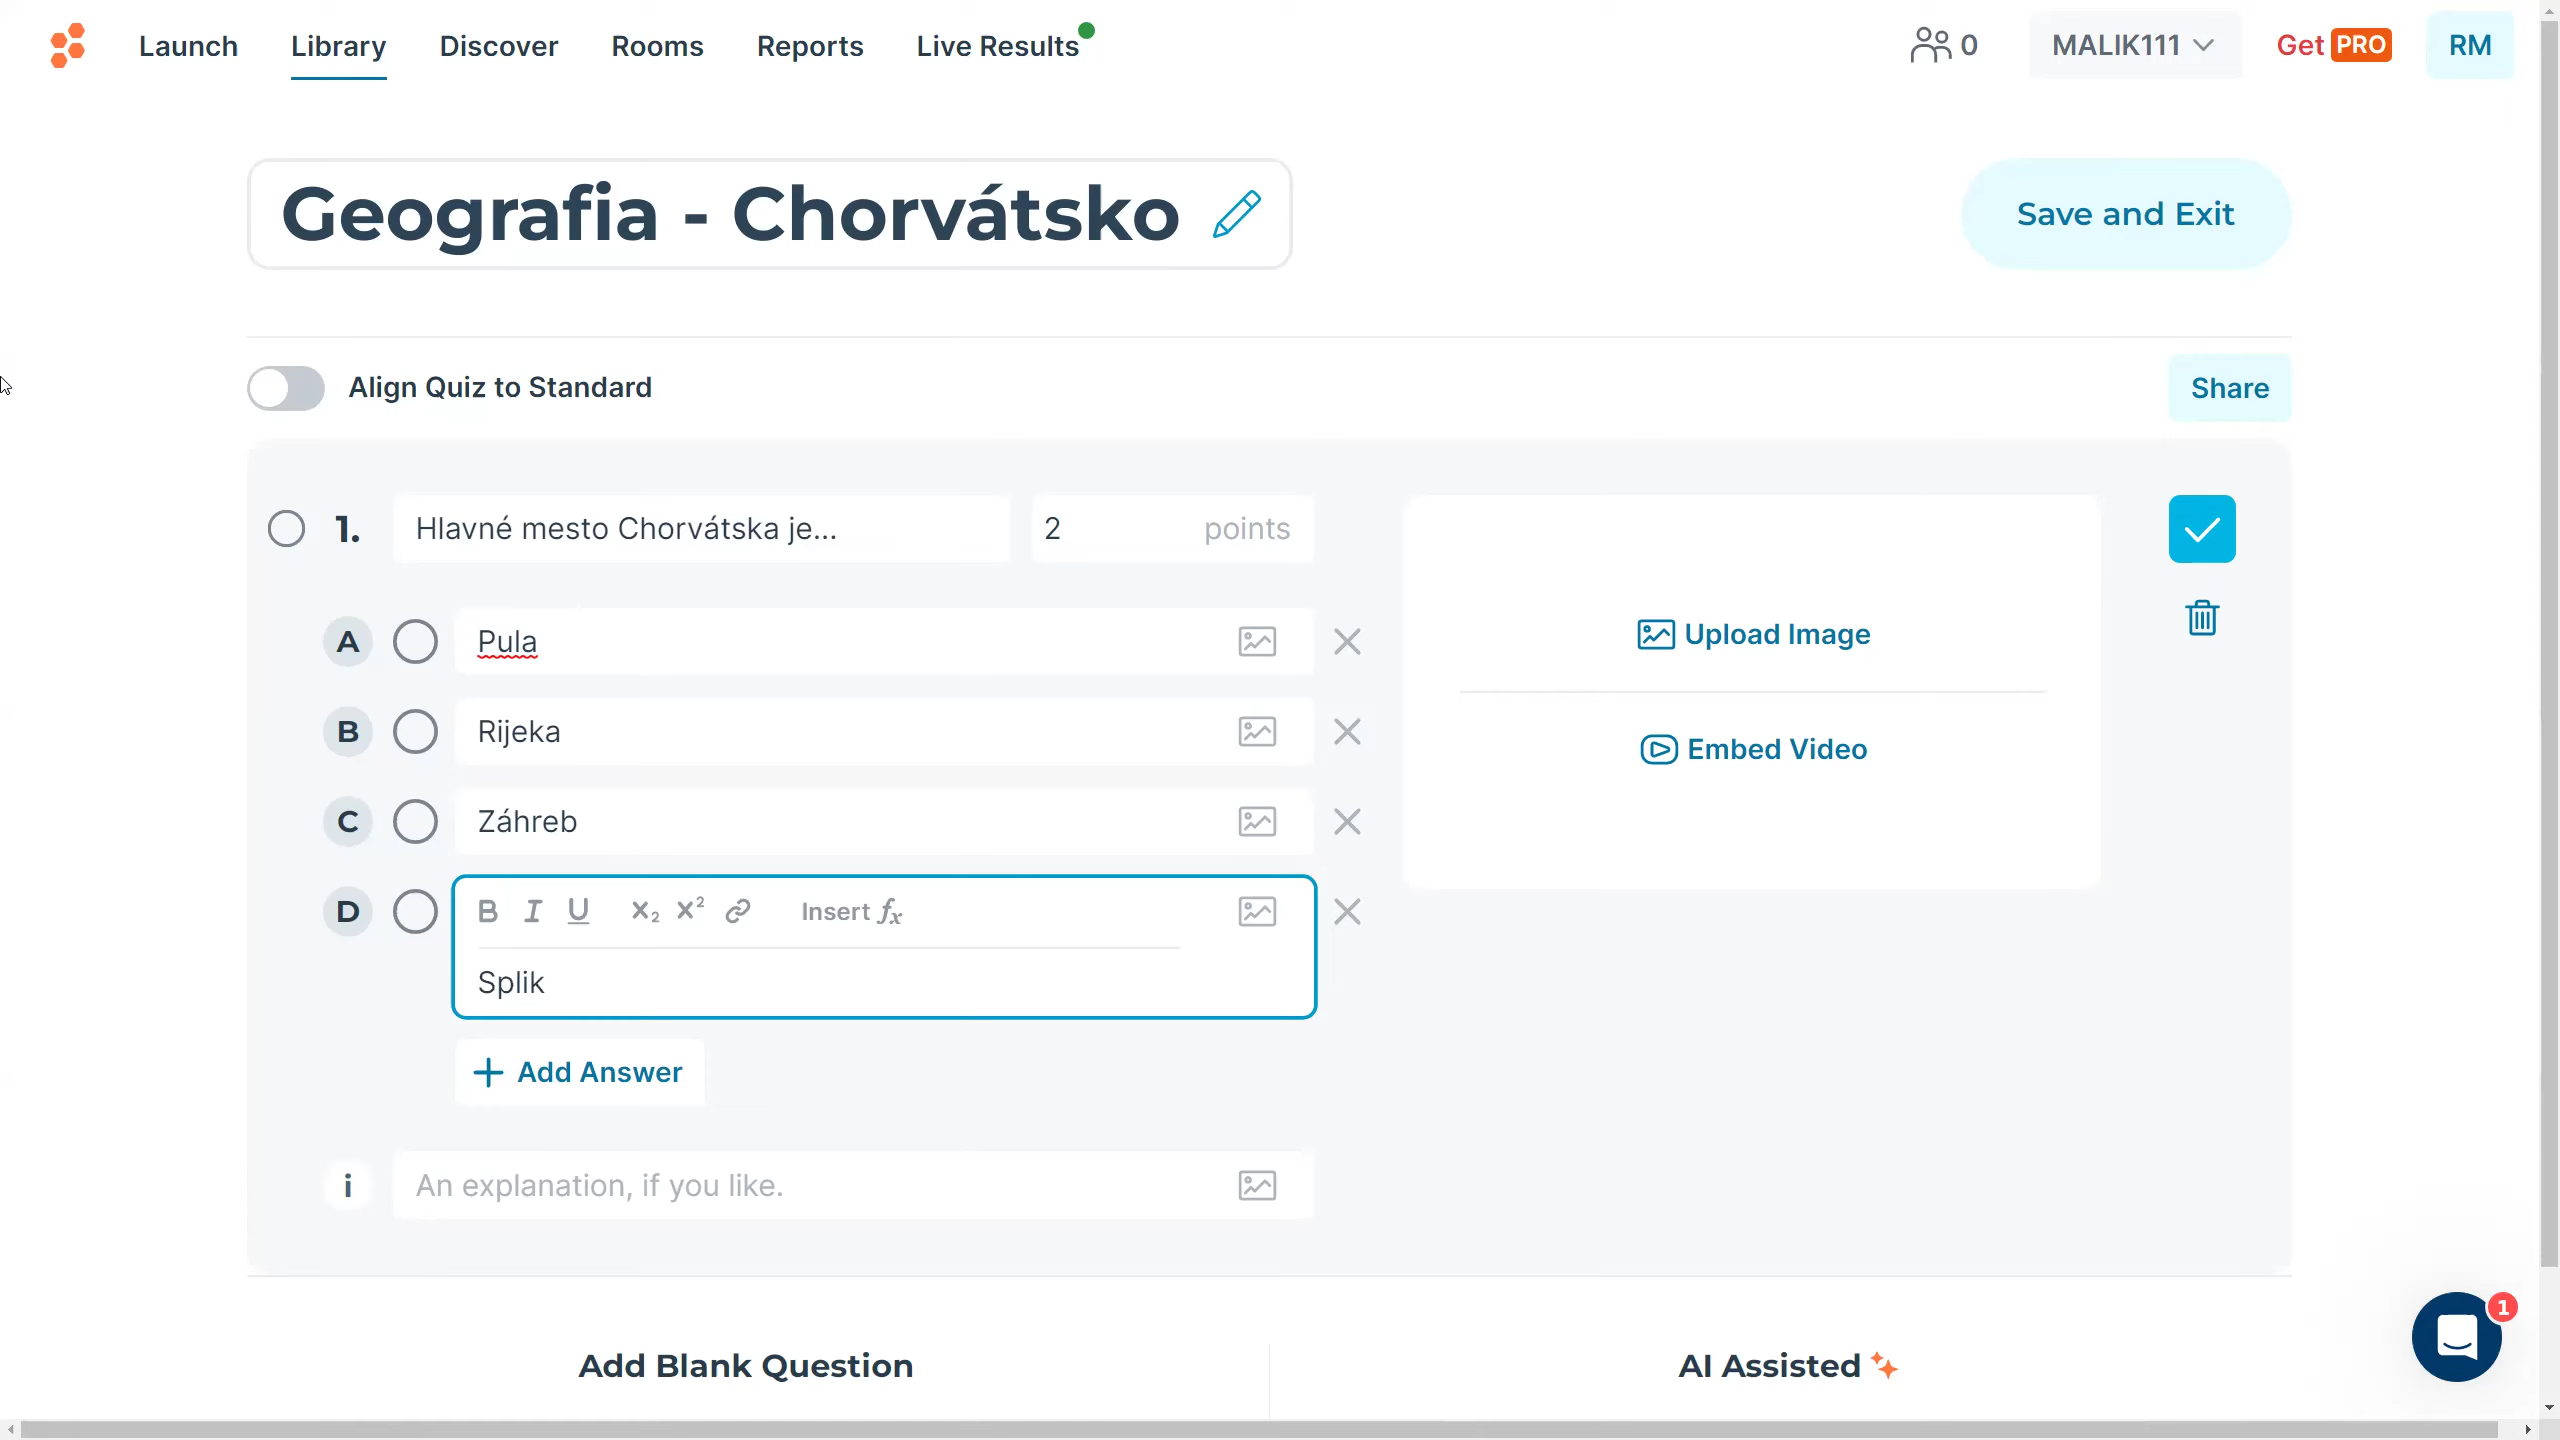 Launch Library Discover Rooms Reports Live Results 0 MALIK111 Get PRO RM
Geografia - Chorvátsko
Save and Exit
Align Quiz to Standard
Share
1. Hlavné mesto Chorvátska je... 2 points
A Pula
B Rijeka
C Záhreb
D B I U X₂ X² Insert fx
Splik
Add Answer
i An explanation, if you like.
Upload Image
Embed Video
Add Blank Question
AI Assisted
1